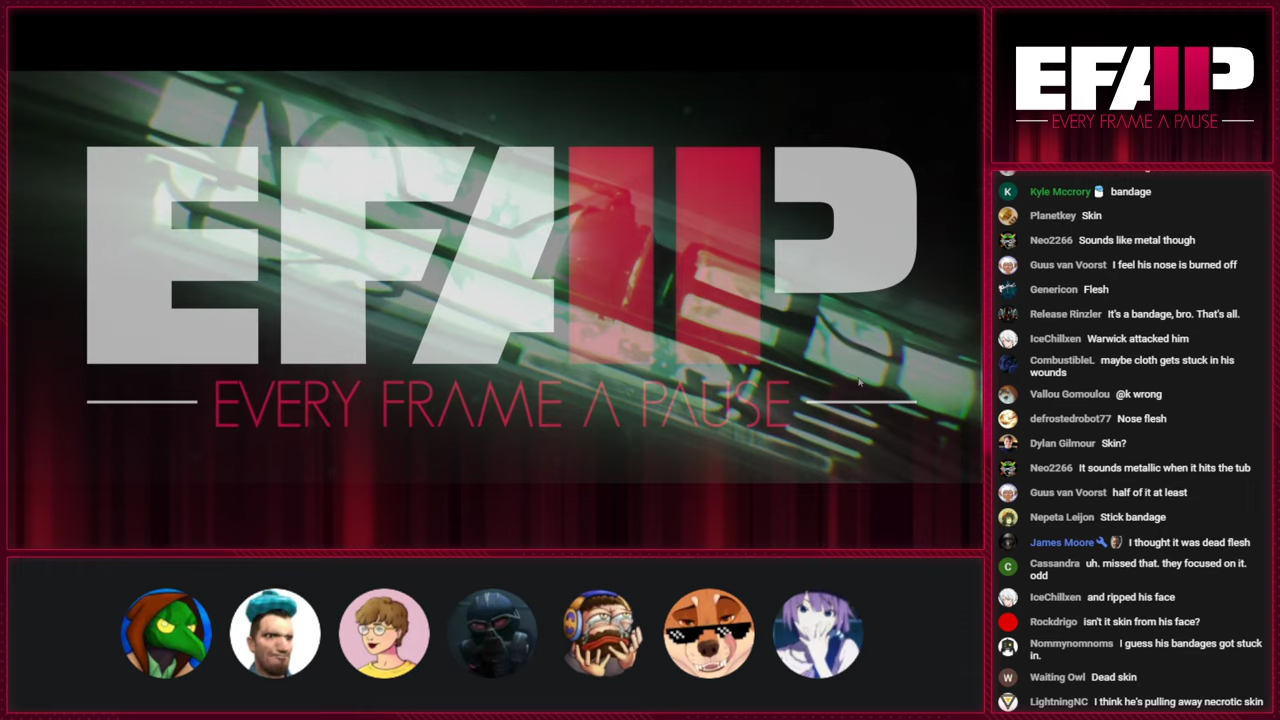 EFAP
EVERY FRAME A PAUSE
EFAP
EVERY FRAME A PAUSE
K Kyle Mccrory bandage
Planetkey Skin
Neo2266 Sounds like metal though
Guus van Voorst I feel his nose is burned off
Genericon Flesh
Release Rinzler It's a bandage, bro. That's all.
IceChillxen Warwick attacked him
CombustibleL maybe cloth gets stuck in his
wounds
Vallou Gomoulou @k wrong
defrostedrobot77 Nose flesh
Dylan Gilmour Skin?
Neo2266 It sounds metallic when it hits the tub
Guus van Voorst half of it at least
Nepeta Leijon Stick bandage
James Moore I thought it was dead flesh
C Cassandra uh. missed that. they focused on it.
odd
IceChillxen and ripped his face
Rockdrigo isn't it skin from his face?
Nommynomnoms I guess his bandages got stuck
in.
W Waiting Owl Dead skin
LightningNC I think he's pulling away necrotic skin